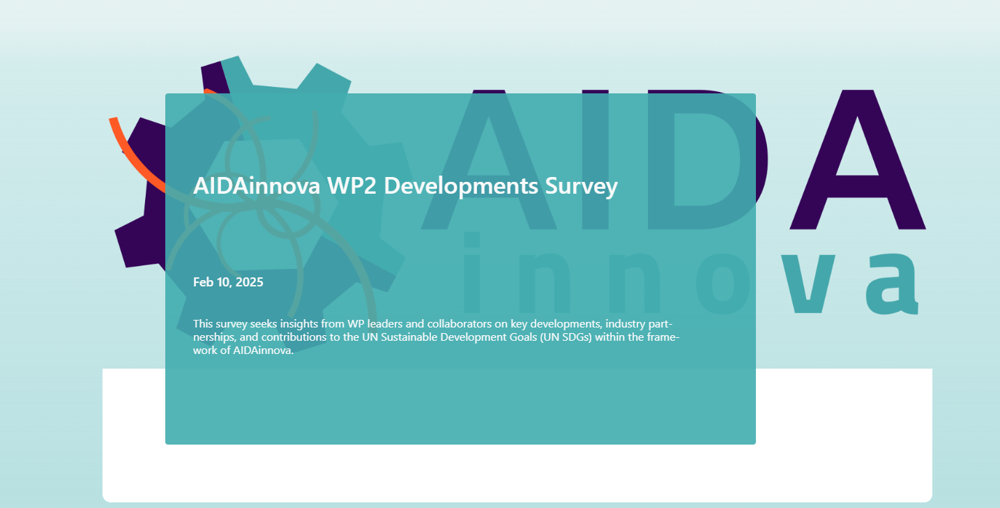 AIDA
innova
AIDAinnova WP2 Developments Survey
Feb 10, 2025
This survey seeks insights from WP leaders and collaborators on key developments, industry part-
nerships, and contributions to the UN Sustainable Development Goals (UN SDGs) within the frame-
work of AIDAinnova.